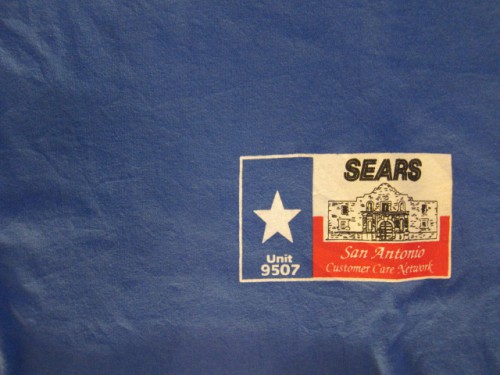 SEARS
San Antonio
Customer Care Network
Unit
9507